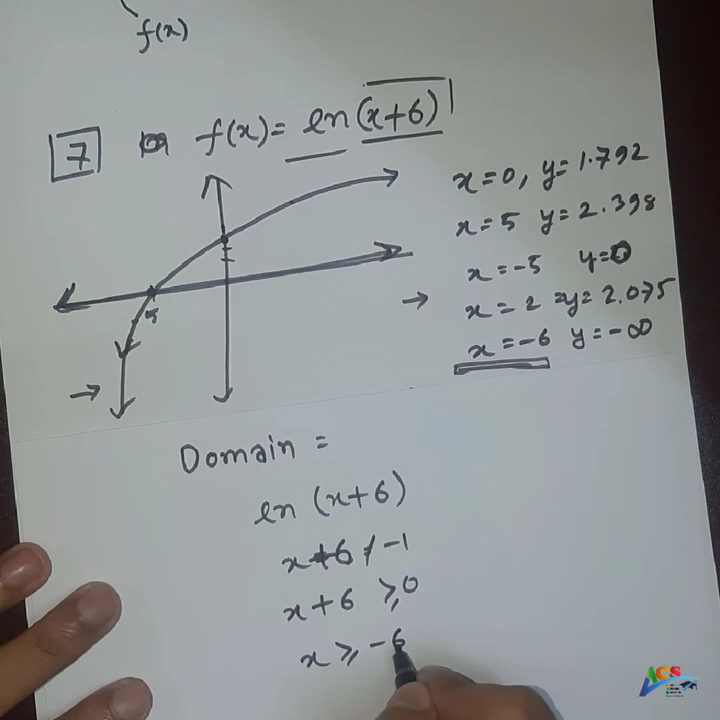 f(x)
7 f(x) = ln (x+6)
x=0, y=1.792
x=5 y=2.398
x=-5 y=0
→ x=2 =y=2.075
x=-6 y=-∞
5
→
Domain =
ln (x+6)
x+6 ≠ -1
x+6 ≥ 0
x ≥ -6
ACS